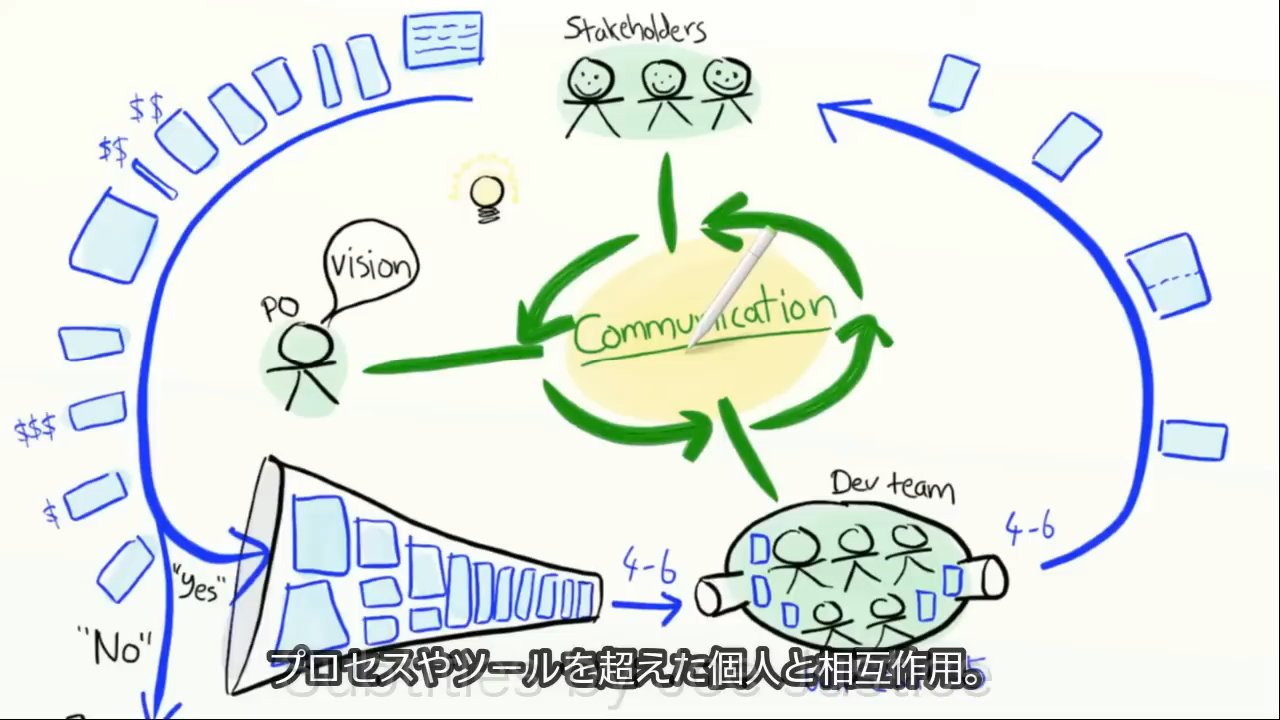 Stakeholders
$$
$$
vision
PO
Communication
$$$
$
Dev team
4-6
4-6
"Yes"
"No"
プロセスやツールを超えた個人と相互作用。